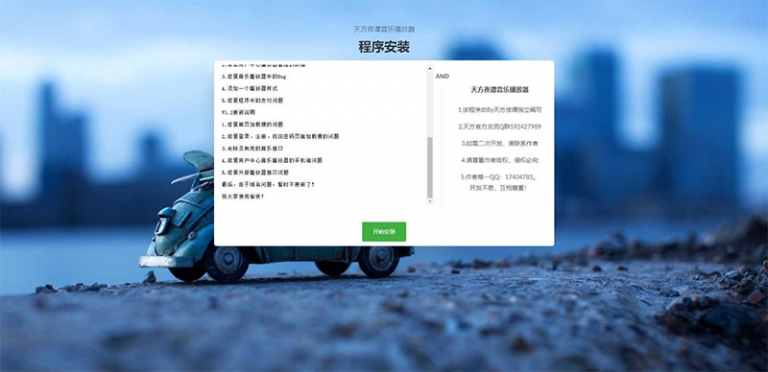 天方夜谭音乐播放器
程序安装
3.修复音乐播放器中的Bug
4.添加一个播放器样式
5.修复程序中的支付问题
V1.2更新说明
1.修复首页加载慢的问题
2.修复登录、注册、找回密码页面加载慢的问题
3.去除没有用的音乐接口
4.修复用户中心音乐播放器的手机端问题
5.修复外部播放器接口问题
最后，由于域名问题，暂时不更新了！
祝大家使用愉快！
AND
天方夜谭音乐播放器
1.该程序由By天方夜谭独立编写
2.天方官方交流Q群592427909
3.如需二次开发，请联系作者
4.请尊重作者版权，侵权必究
5.作者唯一QQ：17404785。
开发不易，互相尊重！
开始安装